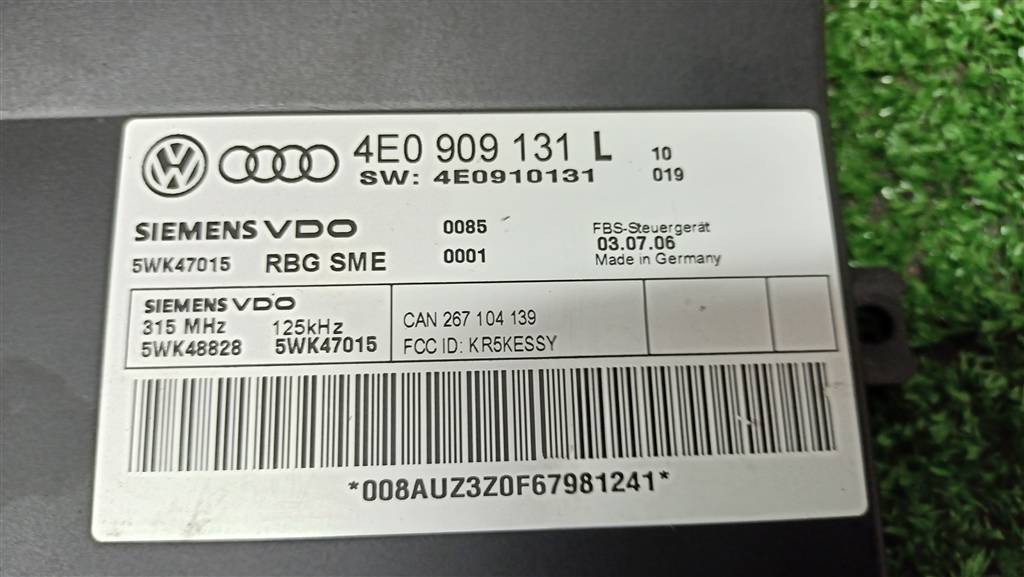 4E0 909 131 L 10
SW: 4E0910131 019
SIEMENS VDO 0085 FBS-Steuergerät
03.07.06
5WK47015 RBG SME 0001 Made in Germany
SIEMENS VDO
315 MHz 125kHz CAN 267 104 139
5WK48828 5WK47015 FCC ID: KR5KESSY
*008AUZ3Z0F67981241*